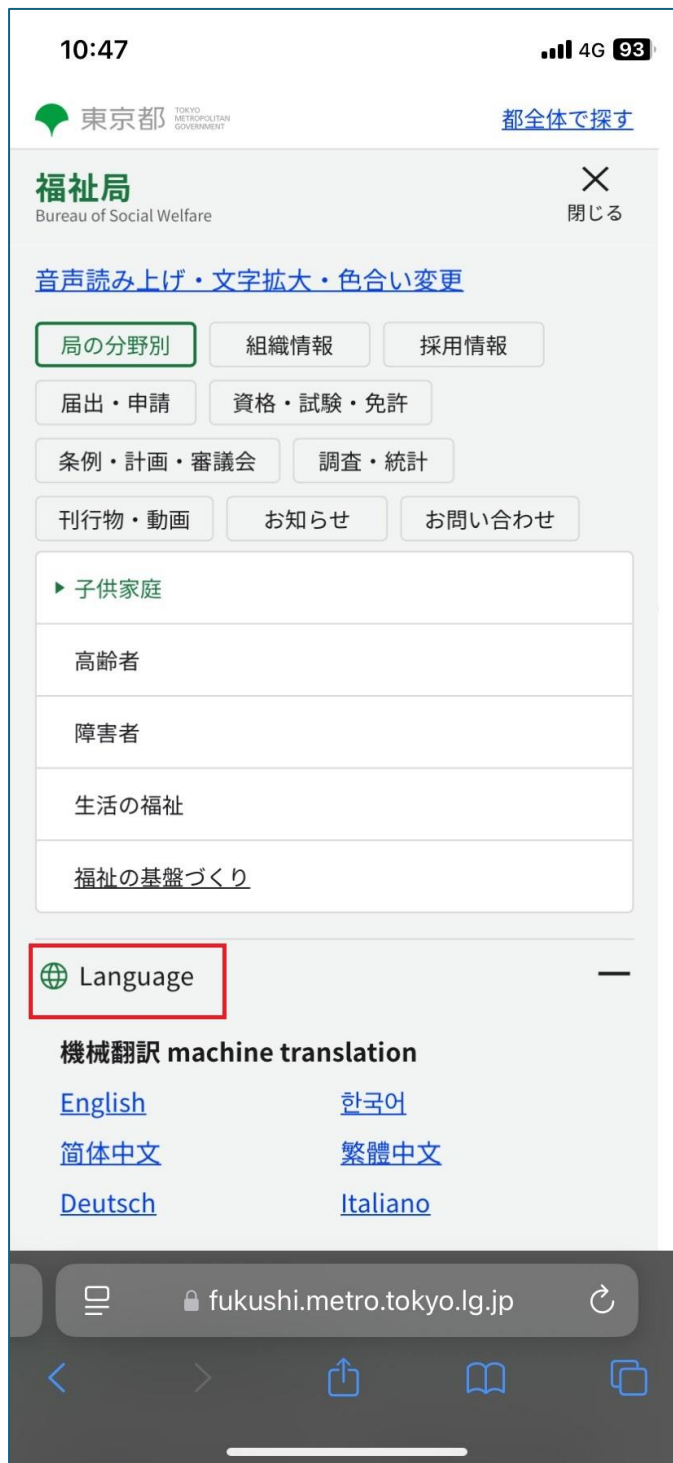 10:47 4G 93
東京都 TOKYO METROPOLITAN GOVERNMENT 都全体で探す
福祉局
Bureau of Social Welfare
閉じる
音声読み上げ・文字拡大・色合い変更
局の分野別 組織情報 採用情報
届出・申請 資格・試験・免許
条例・計画・審議会 調査・統計
刊行物・動画 お知らせ お問い合わせ
子供家庭
高齢者
障害者
生活の福祉
福祉の基盤づくり
Language
機械翻訳 machine translation
English 한국어
简体中文 繁體中文
Deutsch Italiano
fukushi.metro.tokyo.lg.jp